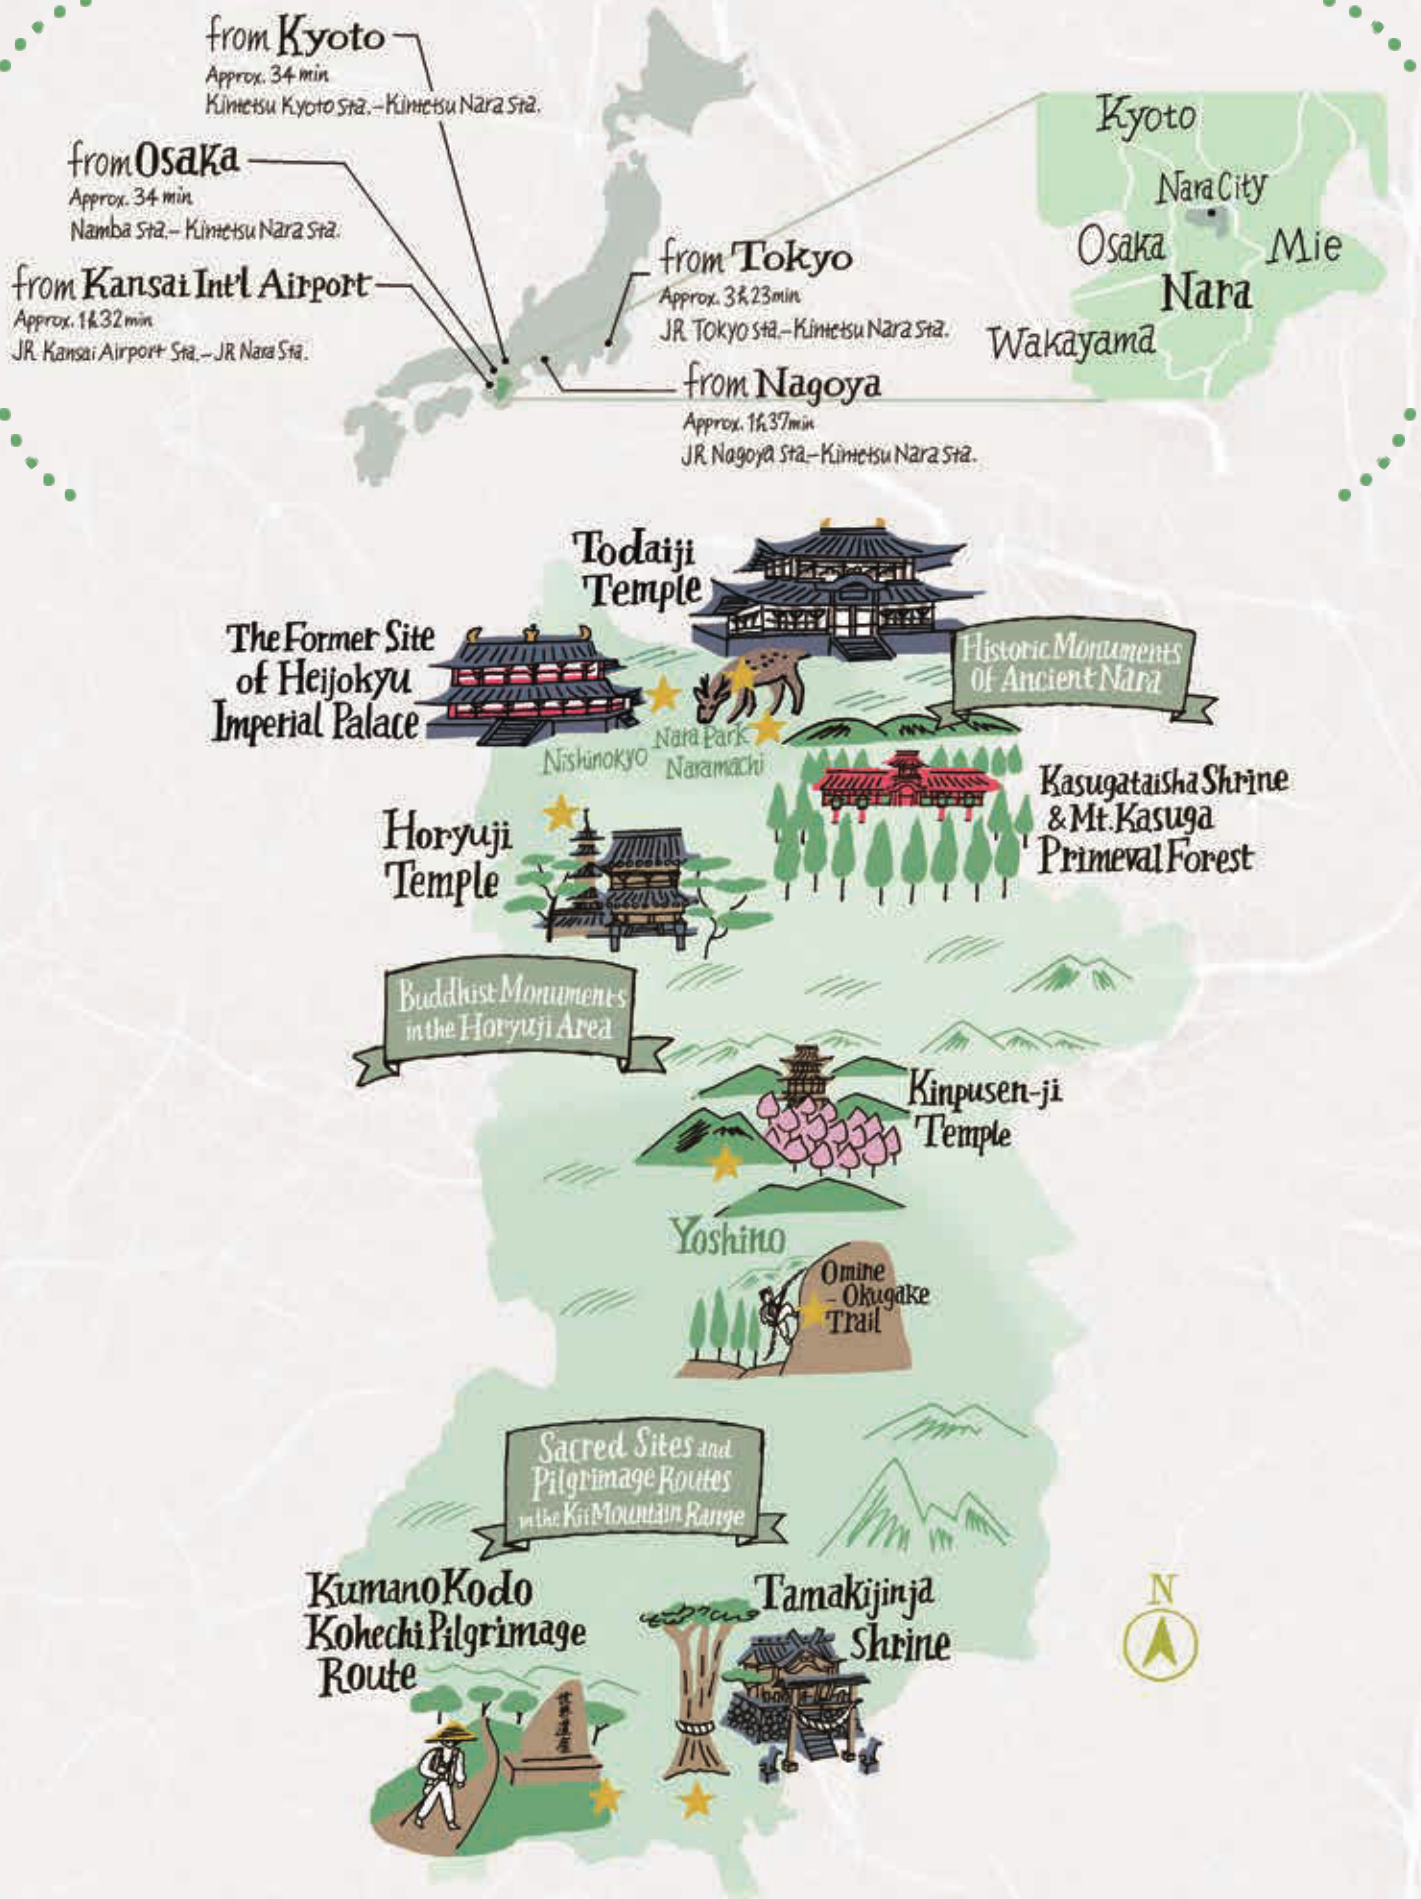 from Kyoto
Approx. 34 min
Kintetsu Kyoto Sta.–Kintetsu Nara Sta.
from Osaka
Approx. 34 min
Namba Sta.–Kintetsu Nara Sta.
from Kansai Int'l Airport
Approx. 1h32min
JR Kansai Airport Sta.–JR Nara Sta.
from Tokyo
Approx. 3h23min
JR Tokyo Sta.–Kintetsu Nara Sta.
from Nagoya
Approx. 1h37min
JR Nagoya Sta.–Kintetsu Nara Sta.
Kyoto
Nara City
Osaka
Mie
Nara
Wakayama
Todaiji
Temple
The Former Site
of Heijokyu
Imperial Palace
Historic Monuments
Of Ancient Nara
Nishinokyo
Nara Park
Naramachi
Kasugataisha Shrine
& Mt. Kasuga
Primeval Forest
Horyuji
Temple
Buddhist Monuments
in the Horyuji Area
Kinpusen-ji
Temple
Yoshino
Omine
- Okugake
Trail
Sacred Sites and
Pilgrimage Routes
in the Kii Mountain Range
Kumano Kodo
Kohechi Pilgrimage
Route
世界遺産
Tamakijinja
Shrine
N